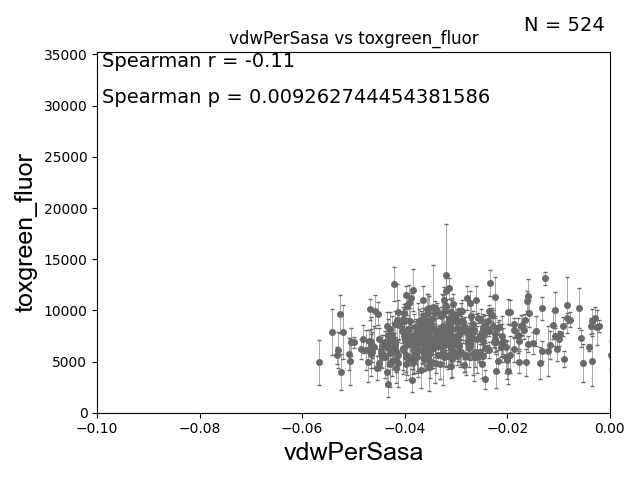 N = 524
vdwPerSasa vs toxgreen_fluor
Spearman r = -0.11
Spearman p = 0.009262744454381586
toxgreen_fluor
35000
30000
25000
20000
15000
10000
5000
0
−0.10 −0.08 −0.06 −0.04 −0.02 0.00
vdwPerSasa